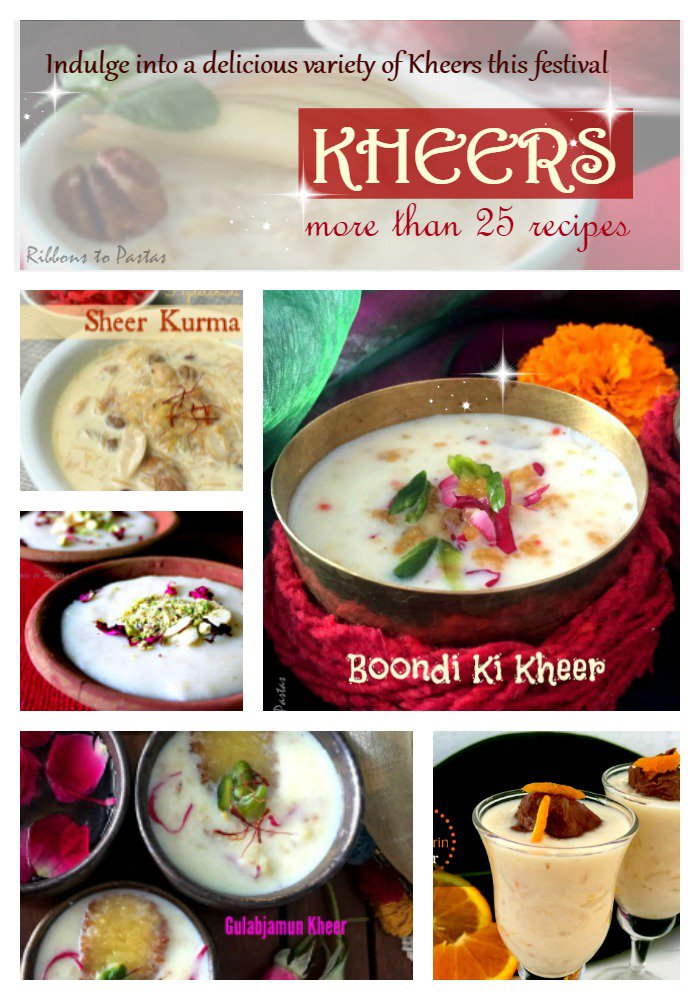 Indulge into a delicious variety of Kheers this festival
KHEERS
more than 25 recipes
Ribbons to Pastas
Sheer Kurma
Boondi Ki Kheer
Pastas
Gulabjamun Kheer